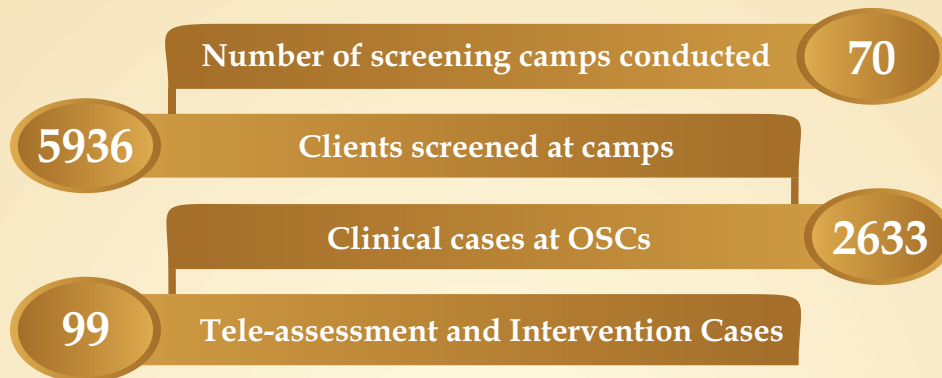 Number of screening camps conducted 70
5936 Clients screened at camps
Clinical cases at OSCs 2633
99 Tele-assessment and Intervention Cases